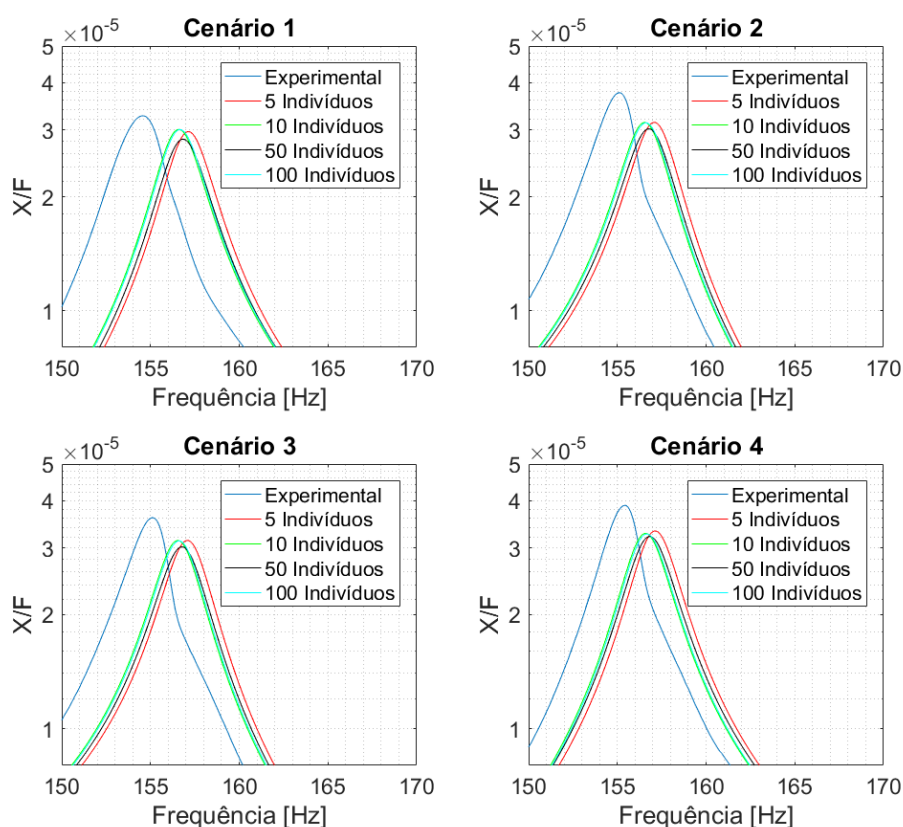 Cenário 1
×10⁻⁵
5
4
3
2
1
X/F
Experimental
5 Indivíduos
10 Indivíduos
50 Indivíduos
100 Indivíduos
150 155 160 165 170
Frequência [Hz]
Cenário 2
×10⁻⁵
5
4
3
2
1
X/F
Experimental
5 Indivíduos
10 Indivíduos
50 Indivíduos
100 Indivíduos
150 155 160 165 170
Frequência [Hz]
Cenário 3
×10⁻⁵
5
4
3
2
1
X/F
Experimental
5 Indivíduos
10 Indivíduos
50 Indivíduos
100 Indivíduos
150 155 160 165 170
Frequência [Hz]
Cenário 4
×10⁻⁵
5
4
3
2
1
X/F
Experimental
5 Indivíduos
10 Indivíduos
50 Indivíduos
100 Indivíduos
150 155 160 165 170
Frequência [Hz]